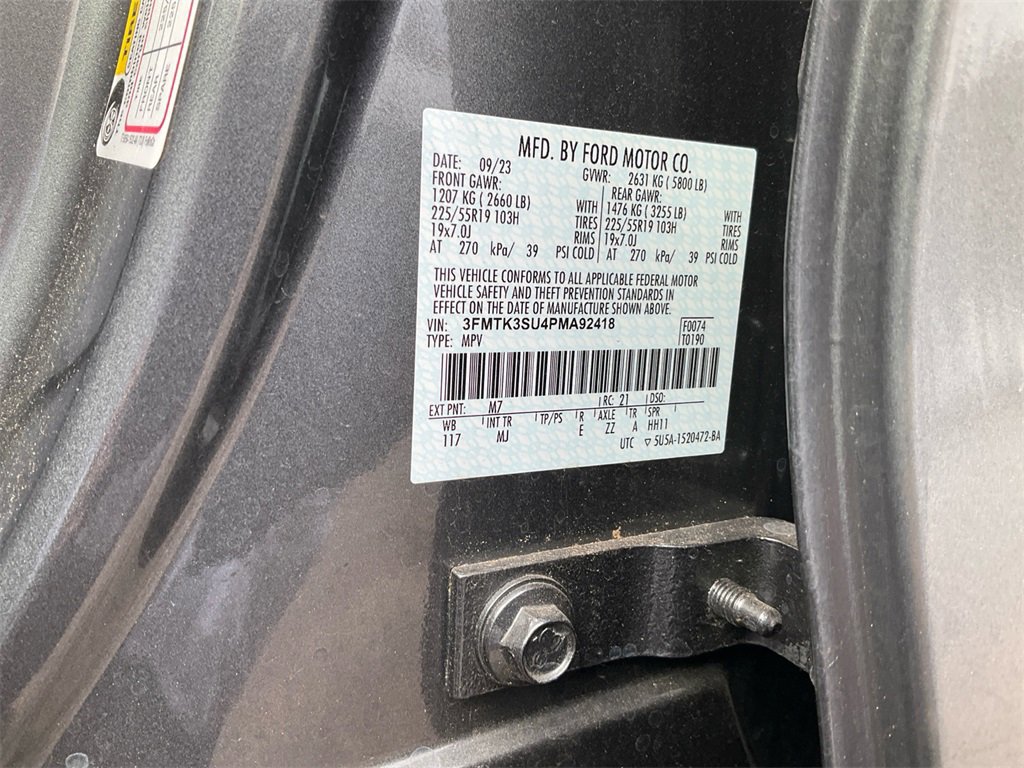 MFD. BY FORD MOTOR CO.
DATE: 09/23 GVWR: 2631 KG ( 5800 LB)
FRONT GAWR: REAR GAWR:
1207 KG ( 2660 LB) WITH 1476 KG ( 3255 LB) WITH
225/55R19 103H TIRES 225/55R19 103H TIRES
19x7.0J RIMS 19x7.0J RIMS
AT 270 kPa/ 39 PSI COLD AT 270 kPa/ 39 PSI COLD
THIS VEHICLE CONFORMS TO ALL APPLICABLE FEDERAL MOTOR
VEHICLE SAFETY AND THEFT PREVENTION STANDARDS IN
EFFECT ON THE DATE OF MANUFACTURE SHOWN ABOVE.
VIN: 3FMTK3SU4PMA92418 F0074
TYPE: MPV T0190
EXT PNT: M7 RC: 21 DSO:
WB INT TR TP/PS R AXLE TR SPR
117 MJ E ZZ A HH11
UTC ▽ 5U5A-1520472-BA